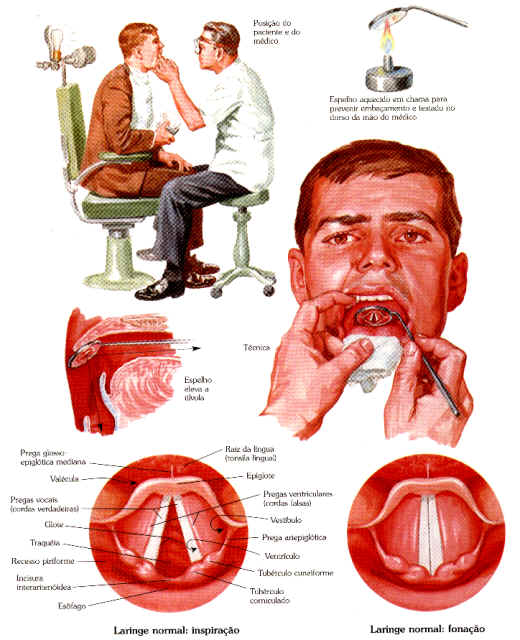 Posição do
paciente e do
médico
Espelho aquecido em chama para
prevenir embaçamento e testado no
dorso da mão do médico
Técnica
Espelho
eleva a
úvula
Prega glosso-
epiglótica mediana
Valécula
Pregas vocais
(cordas verdadeiras)
Glote
Traquéia
Recesso piriforme
Incisura
interaritenóidea
Esôfago
Raiz da língua
(tonsila lingual)
Epiglote
Pregas ventriculares
(cordas falsas)
Vestíbulo
Prega ariepiglótica
Ventrículo
Tubérculo cuneiforme
Tubérculo
corniculado
Laringe normal: inspiração
Laringe normal: fonação